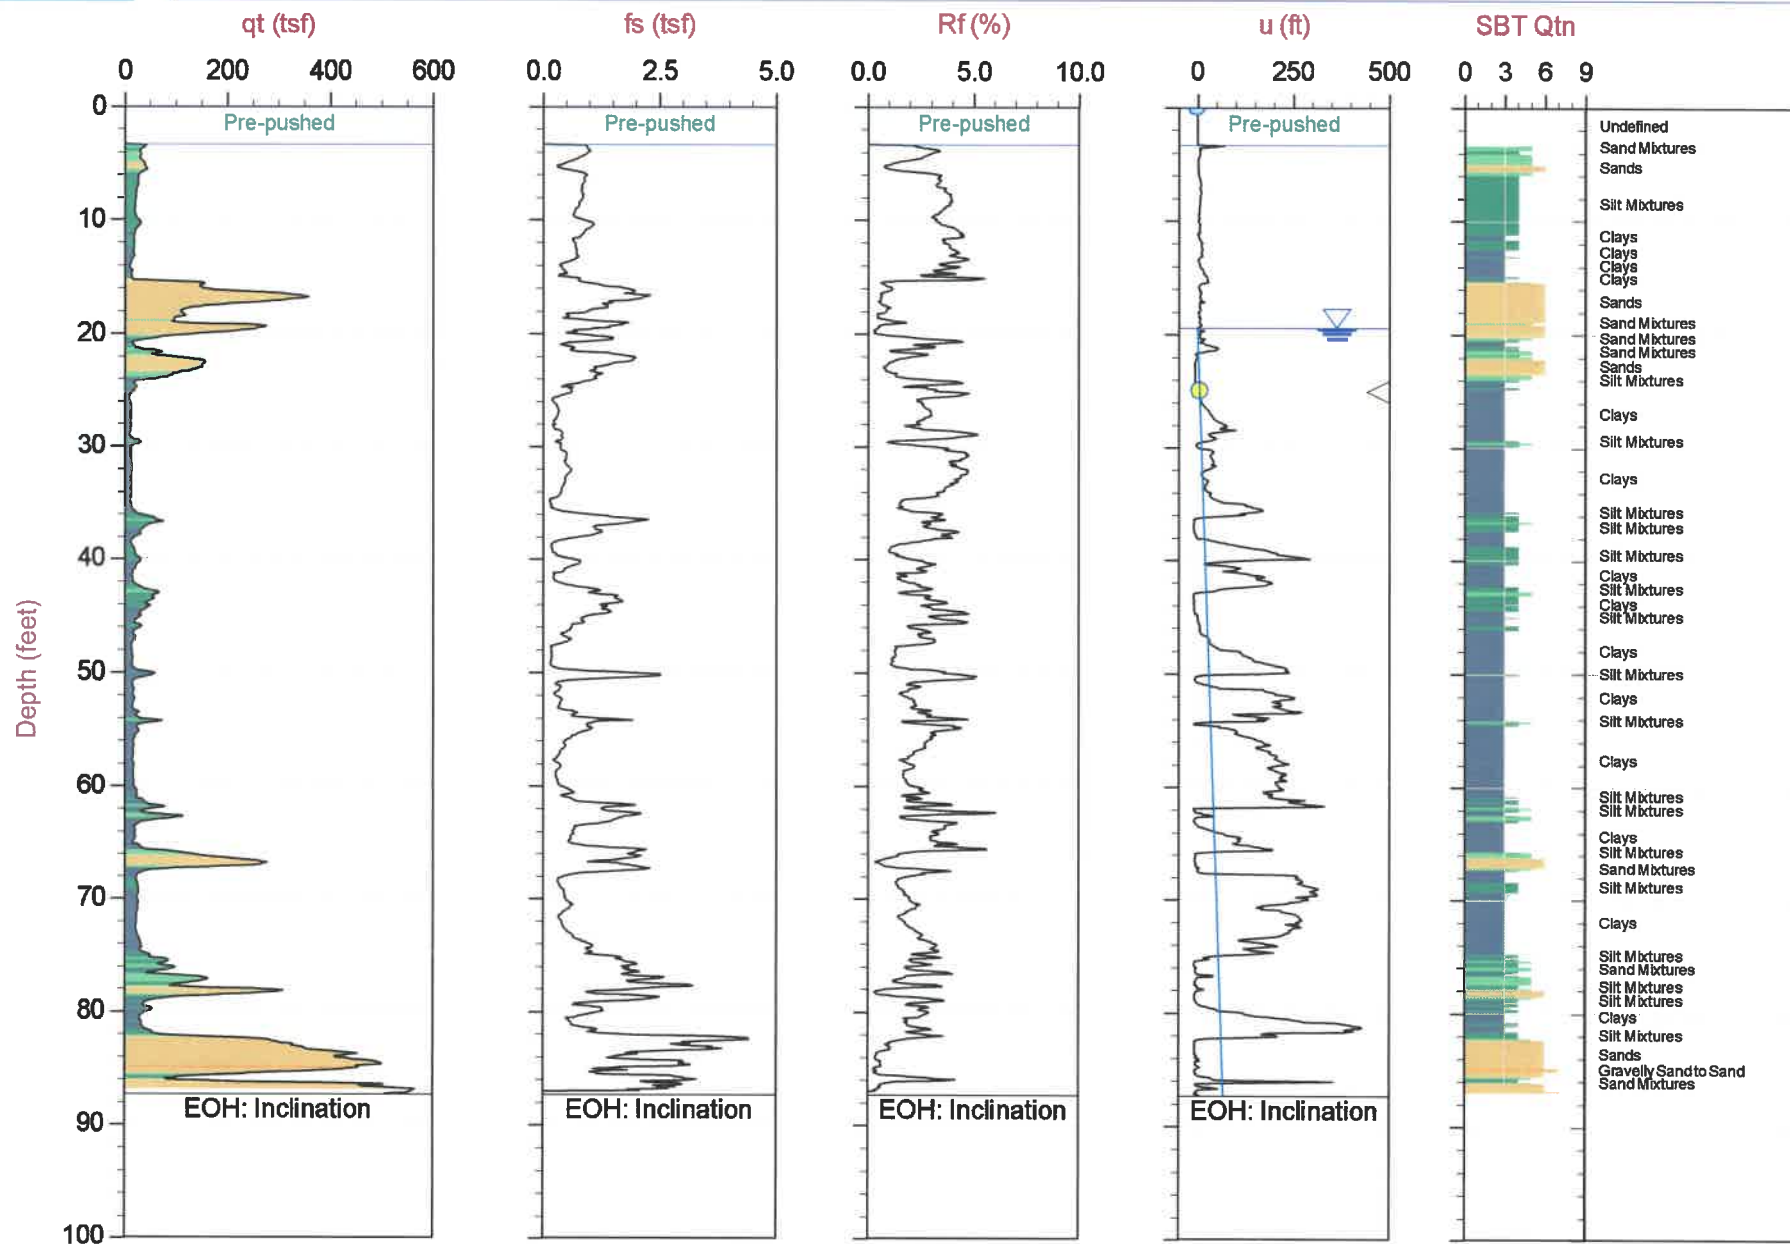 qt (tsf) fs (tsf) Rf (%) u (ft) SBT Qtn
0 200 400 600 0.0 2.5 5.0 0.0 5.0 10.0 0 250 500 0 3 6 9
0
Pre-pushed Pre-pushed Pre-pushed Pre-pushed
Undefined
Sand Mixtures
Sands
Silt Mixtures
10
Clays
Clays
Clays
Clays
Sands
Sand Mixtures
20
Sand Mixtures
Sand Mixtures
Sands
Silt Mixtures
Clays
30
Silt Mixtures
Clays
Silt Mixtures
Silt Mixtures
40
Silt Mixtures
Clays
Silt Mixtures
Clays
Silt Mixtures
Clays
50
Silt Mixtures
Clays
Silt Mixtures
Clays
60
Silt Mixtures
Silt Mixtures
Clays
Silt Mixtures
Sand Mixtures
Silt Mixtures
70
Clays
Silt Mixtures
Sand Mixtures
Silt Mixtures
Silt Mixtures
80
Clays
Silt Mixtures
Sands
Gravelly Sand to Sand
Sand Mixtures
EOH: Inclination EOH: Inclination EOH: Inclination EOH: Inclination
90
100
Depth (feet)